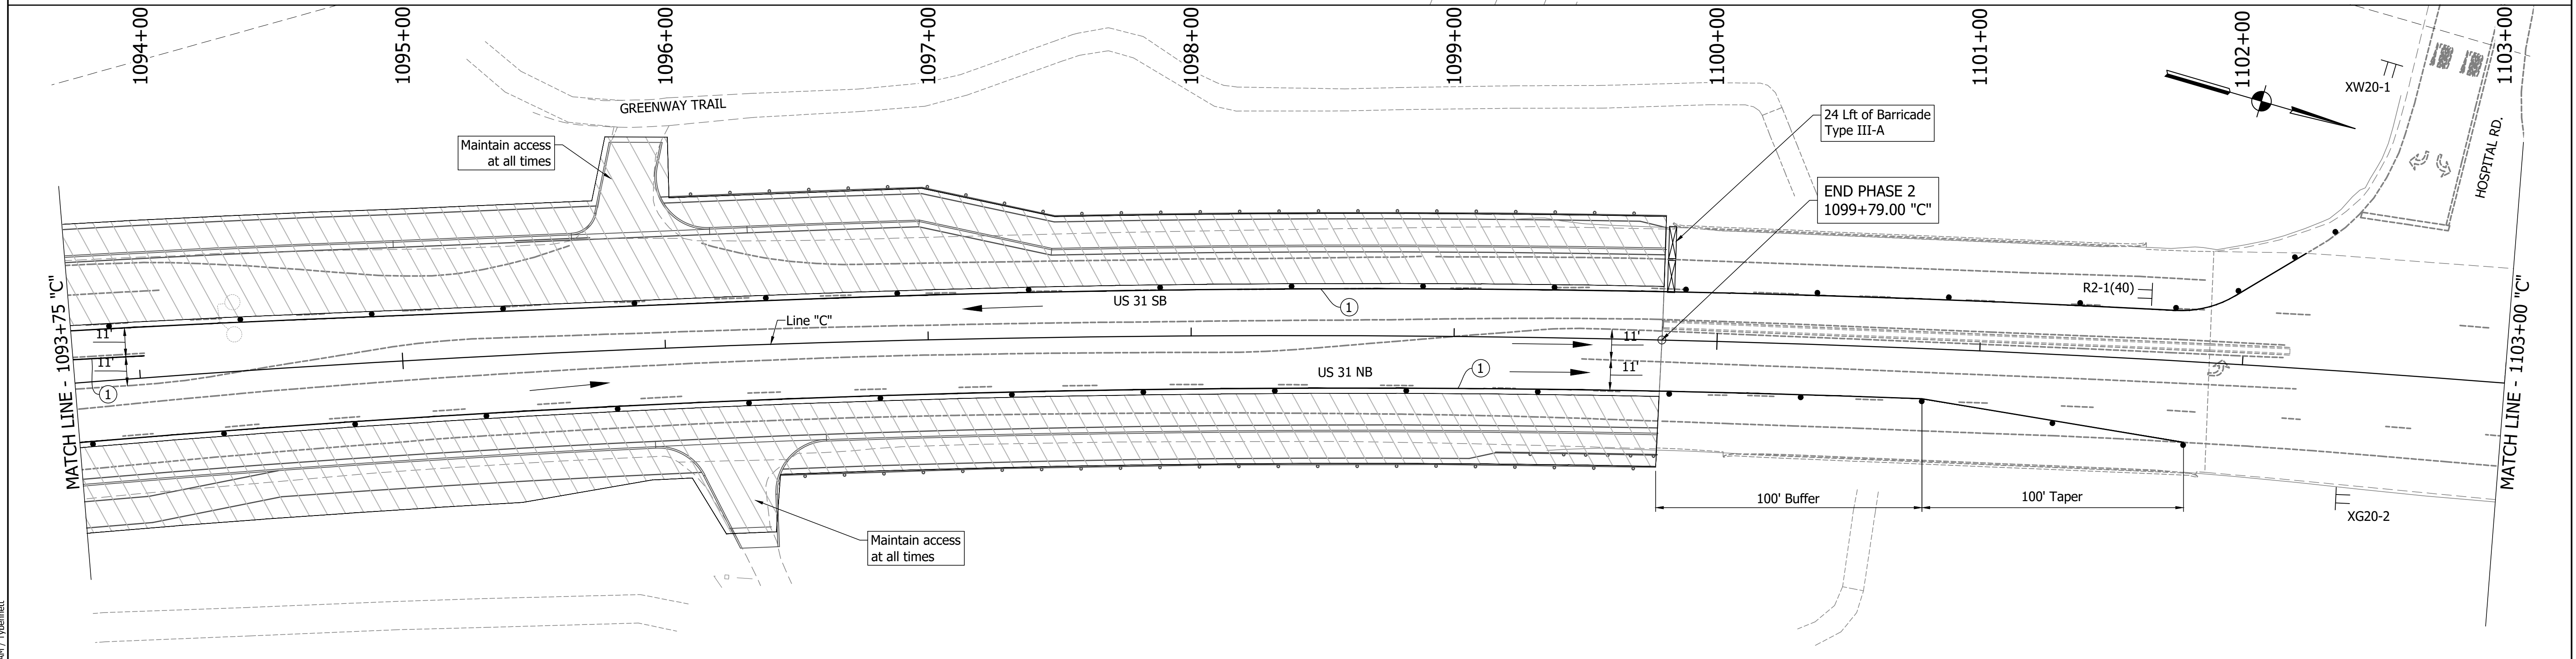 1094+00
1095+00
1096+00
1097+00
1098+00
1099+00
1100+00
1101+00
1102+00
1103+00
GREENWAY TRAIL
Maintain access
at all times
24 Lft of Barricade
Type III-A
END PHASE 2
1099+79.00 "C"
XW20-1
HOSPITAL RD.
R2-1(40)
US 31 SB
1
Line "C"
11'
11'
1
11'
11'
US 31 NB
1
MATCH LINE - 1093+75 "C"
MATCH LINE - 1103+00 "C"
100' Buffer
100' Taper
XG20-2
Maintain access
at all times
AM / Tybennett